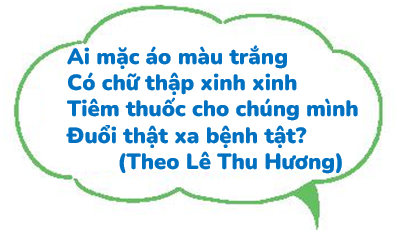 Ai mặc áo màu trắng
Có chữ thập xinh xinh
Tiêm thuốc cho chúng mình
Đuổi thật xa bệnh tật?
(Theo Lê Thu Hương)